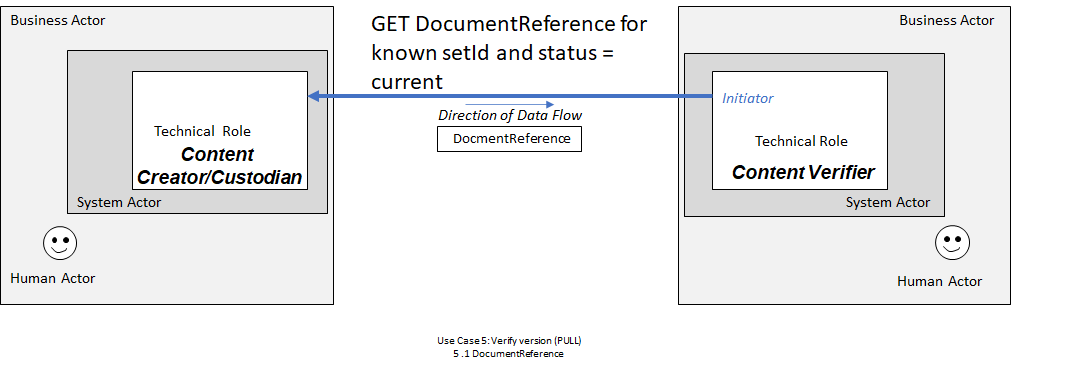 Business Actor
Technical  Role
Content
Creator/Custodian
System Actor
Human Actor
GET DocumentReference for
known setId and status =
current
Direction of Data Flow
DocmentReference
Business Actor
Initiator
Technical Role
Content Verifier
System Actor
Human Actor
Use Case 5: Verify version (PULL)
5 .1 DocumentReference